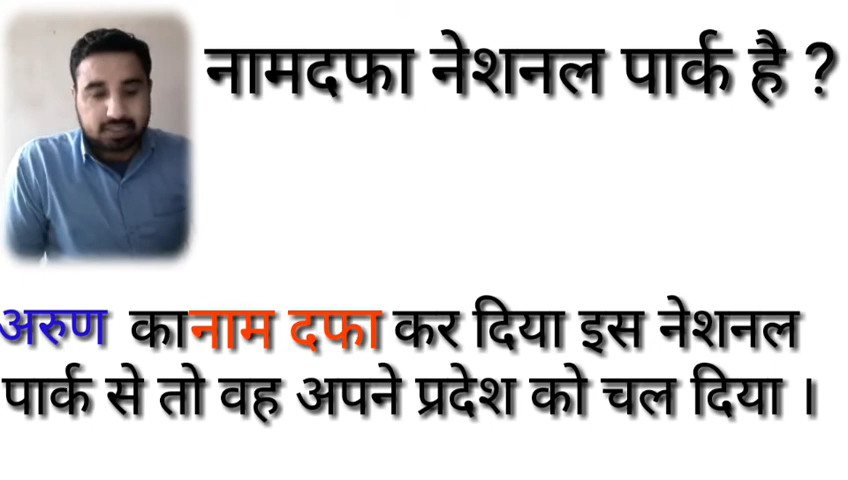 नामदफा नेशनल पार्क है ?
अरुण का नाम दफा कर दिया इस नेशनल
पार्क से तो वह अपने प्रदेश को चल दिया ।